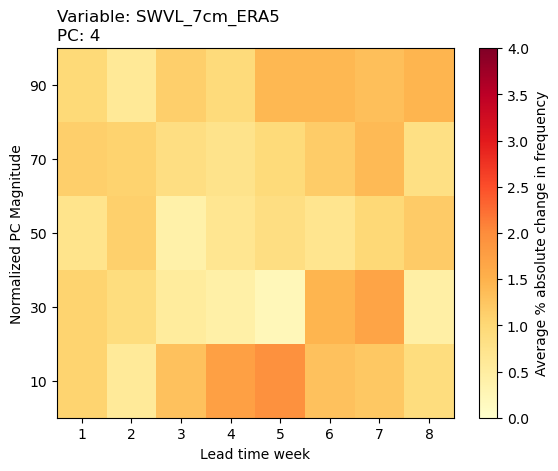 Variable: SWVL_7cm_ERA5
PC: 4
90
70
50
30
10
Normalized PC Magnitude
1 2 3 4 5 6 7 8
Lead time week
4.0
3.5
3.0
2.5
2.0
1.5
1.0
0.5
0.0
Average % absolute change in frequency